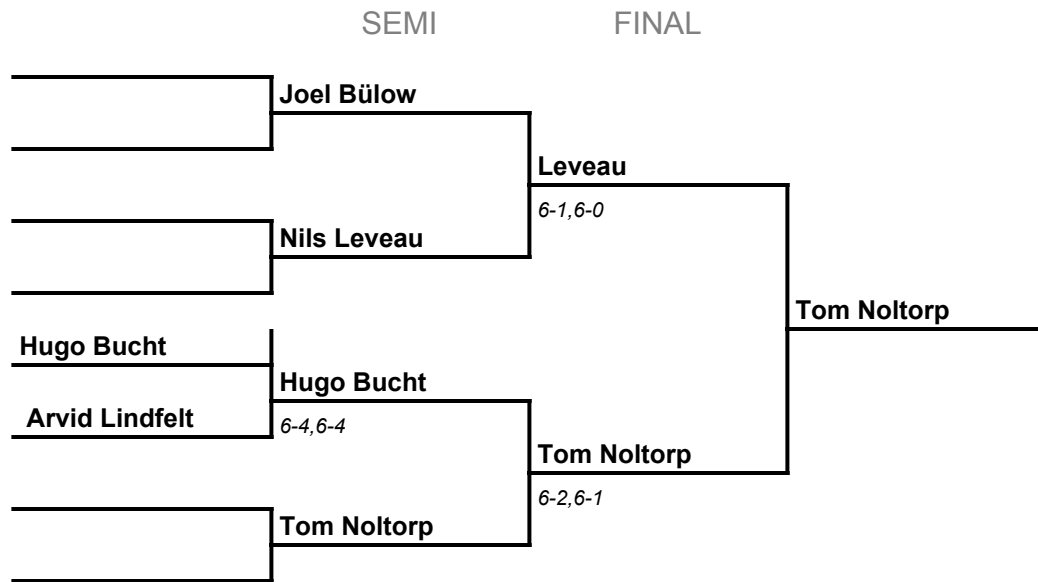 SEMI FINAL
Joel Bülow
Leveau
6-1,6-0
Nils Leveau
Tom Noltorp
Hugo Bucht
Hugo Bucht
Arvid Lindfelt
6-4,6-4
Tom Noltorp
6-2,6-1
Tom Noltorp